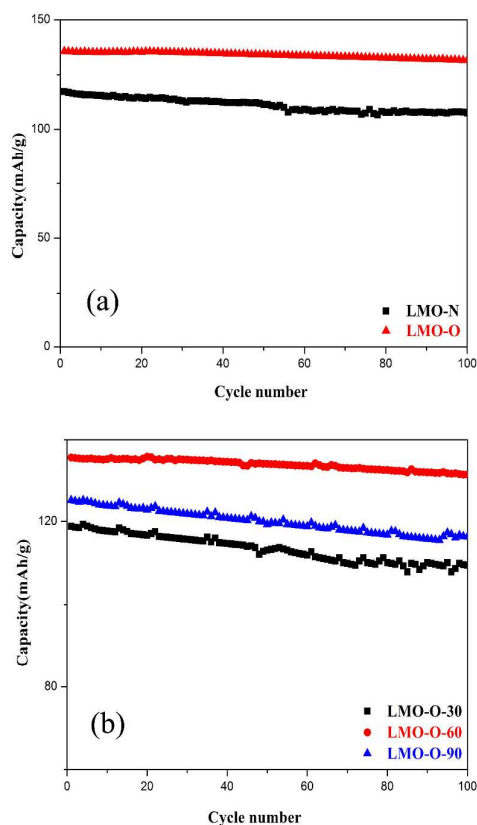 150
100
50
0
Capacity(mAh/g)
(a)
LMO-N
LMO-O
0 20 40 60 80 100
Cycle number
120
80
Capacity(mAh/g)
(b)
LMO-O-30
LMO-O-60
LMO-O-90
0 20 40 60 80 100
Cycle number